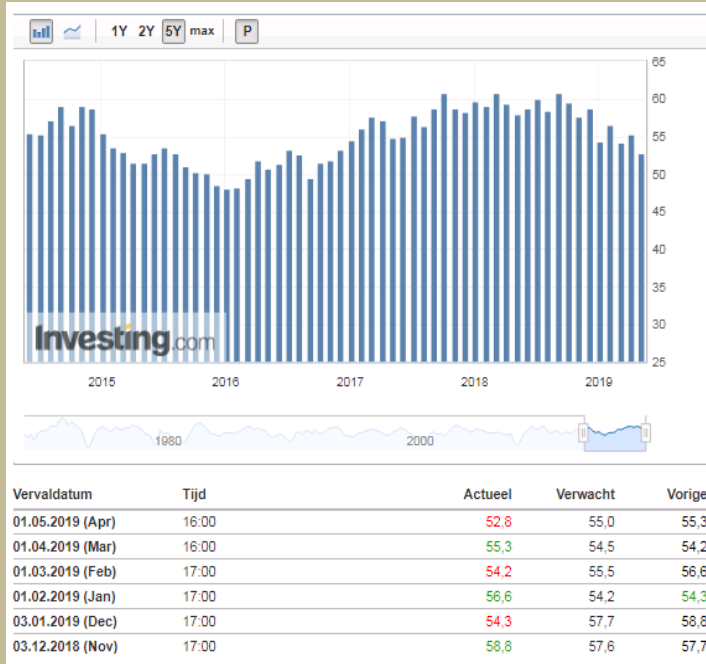 1Y 2Y 5Y max P
65
60
55
50
45
40
35
30
25
Investing.com
2015 2016 2017 2018 2019
1980 2000
Vervaldatum Tijd Actueel Verwacht Vorige
01.05.2019 (Apr) 16:00 52,8 55,0 55,3
01.04.2019 (Mar) 16:00 55,3 54,5 54,2
01.03.2019 (Feb) 17:00 54,2 55,5 56,6
01.02.2019 (Jan) 17:00 56,6 54,2 54,3
03.01.2019 (Dec) 17:00 54,3 57,7 58,8
03.12.2018 (Nov) 17:00 58,8 57,6 57,7